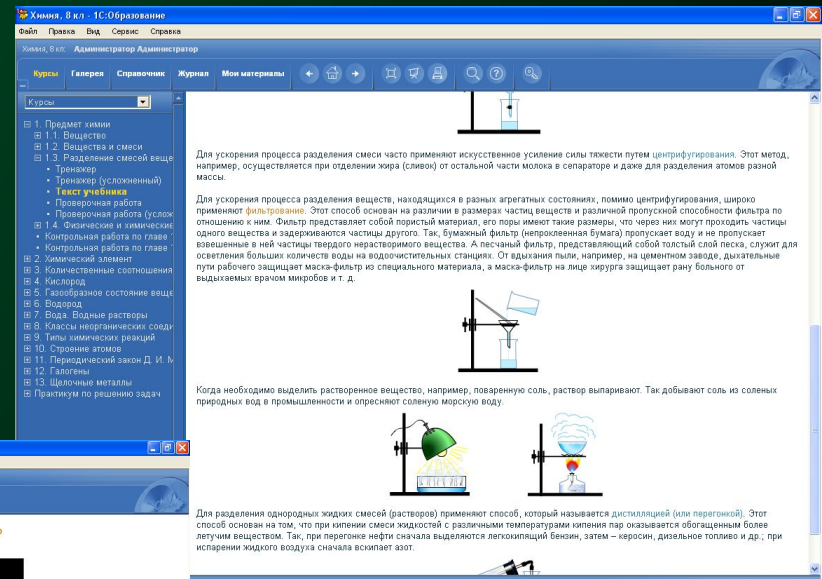 Химия, 8 кл - 1С:Образование
Файл Правка Вид Сервис Справка
Химия, 8 кл: Администратор Администратор
Курсы Галерея Справочник Журнал Мои материалы
Курсы
1. Предмет химии
1.1. Вещество
1.2. Вещества и смеси
1.3. Разделение смесей веще
Тренажер
Тренажер (усложненный)
Текст учебника
Проверочная работа
Проверочная работа (услож
1.4. Физические и химические
Контрольная работа по главе
Контрольная работа по главе
2. Химический элемент
3. Количественные соотношения
4. Кислород
5. Газообразное состояние веще
6. Водород
7. Вода. Водные растворы
8. Классы неорганических соеди
9. Типы химических реакций
10. Строение атомов
11. Периодический закон Д. И. М
12. Галогены
13. Щелочные металлы
Практикум по решению задач
Для ускорения процесса разделения смеси часто применяют искусственное усиление силы тяжести путем центрифугирования. Этот метод,
например, осуществляется при отделении жира (сливок) от остальной части молока в сепараторе и даже для разделения атомов разной
массы.
Для ускорения процесса разделения веществ, находящихся в разных агрегатных состояниях, помимо центрифугирования, широко
применяют фильтрование. Этот способ основан на различии в размерах частиц веществ и различной пропускной способности фильтра по
отношению к ним. Фильтр представляет собой пористый материал, его поры имеют такие размеры, что через них могут проходить частицы
одного вещества и задерживаются частицы другого. Так, бумажный фильтр (непроклеенная бумага) пропускает воду и не пропускает
взвешенные в ней частицы твердого нерастворимого вещества. А песчаный фильтр, представляющий собой толстый слой песка, служит для
осветления больших количеств воды на водоочистительных станциях. От вдыхания пыли, например, на цементном заводе, дыхательные
пути рабочего защищает маска-фильтр из специального материала, а маска-фильтр на лице хирурга защищает рану больного от
выдыхаемых врачом микробов и т. д.
Когда необходимо выделить растворенное вещество, например, поваренную соль, раствор выпаривают. Так добывают соль из соленых
природных вод в промышленности и опресняют соленую морскую воду.
Для разделения однородных жидких смесей (растворов) применяют способ, который называется дистилляцией (или перегонкой). Этот
способ основан на том, что при кипении смеси жидкостей с различными температурами кипения пар оказывается обогащенным более
летучим веществом. Так, при перегонке нефти сначала выделяются легкокипящий бензин, затем – керосин, дизельное топливо и др.; при
испарении жидкого воздуха сначала вскипает азот.